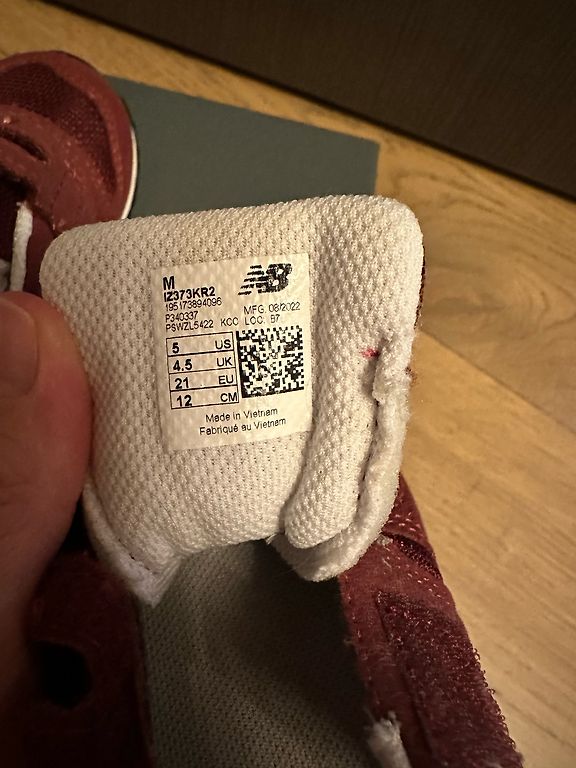 M
NB
IZ373KR2
195173894096
P340337 MFG. 08/2022
PSWZL5422 KCC LOC. B7
5 US
4.5 UK
21 EU
12 CM
Made in Vietnam
Fabriqué au Vietnam